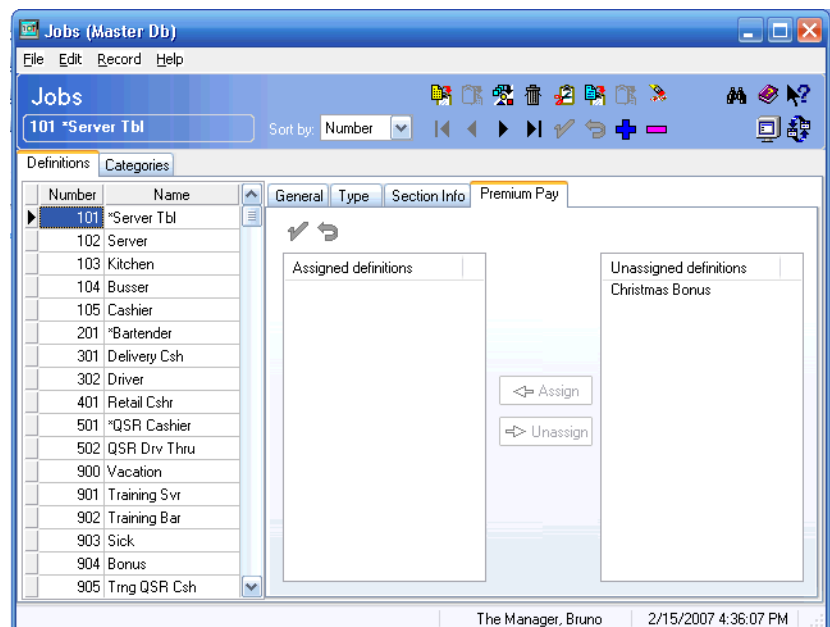 Jobs (Master Db)
File Edit Record Help
Jobs
101 *Server Tbl
Sort by: Number
Definitions Categories
Number Name
101 *Server Tbl
102 Server
103 Kitchen
104 Busser
105 Cashier
201 *Bartender
301 Delivery Csh
302 Driver
401 Retail Cshr
501 *QSR Cashier
502 QSR Drv Thru
900 Vacation
901 Training Svr
902 Training Bar
903 Sick
904 Bonus
905 Trng QSR Csh
General Type Section Info Premium Pay
Assigned definitions
Assign
Unassign
Unassigned definitions
Christmas Bonus
The Manager, Bruno 2/15/2007 4:36:07 PM